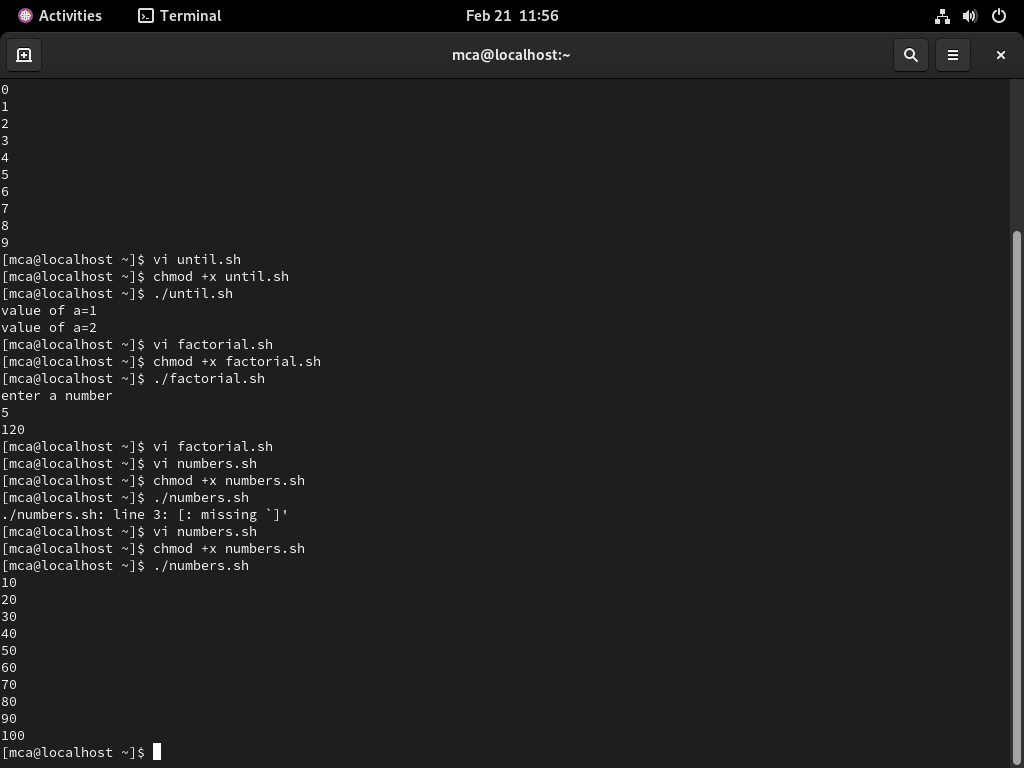 Activities Terminal Feb 21 11:56
mca@localhost:~
0
1
2
3
4
5
6
7
8
9
[mca@localhost ~]$ vi until.sh
[mca@localhost ~]$ chmod +x until.sh
[mca@localhost ~]$ ./until.sh
value of a=1
value of a=2
[mca@localhost ~]$ vi factorial.sh
[mca@localhost ~]$ chmod +x factorial.sh
[mca@localhost ~]$ ./factorial.sh
enter a number
5
120
[mca@localhost ~]$ vi factorial.sh
[mca@localhost ~]$ vi numbers.sh
[mca@localhost ~]$ chmod +x numbers.sh
[mca@localhost ~]$ ./numbers.sh
./numbers.sh: line 3: [: missing `]'
[mca@localhost ~]$ vi numbers.sh
[mca@localhost ~]$ chmod +x numbers.sh
[mca@localhost ~]$ ./numbers.sh
10
20
30
40
50
60
70
80
90
100
[mca@localhost ~]$